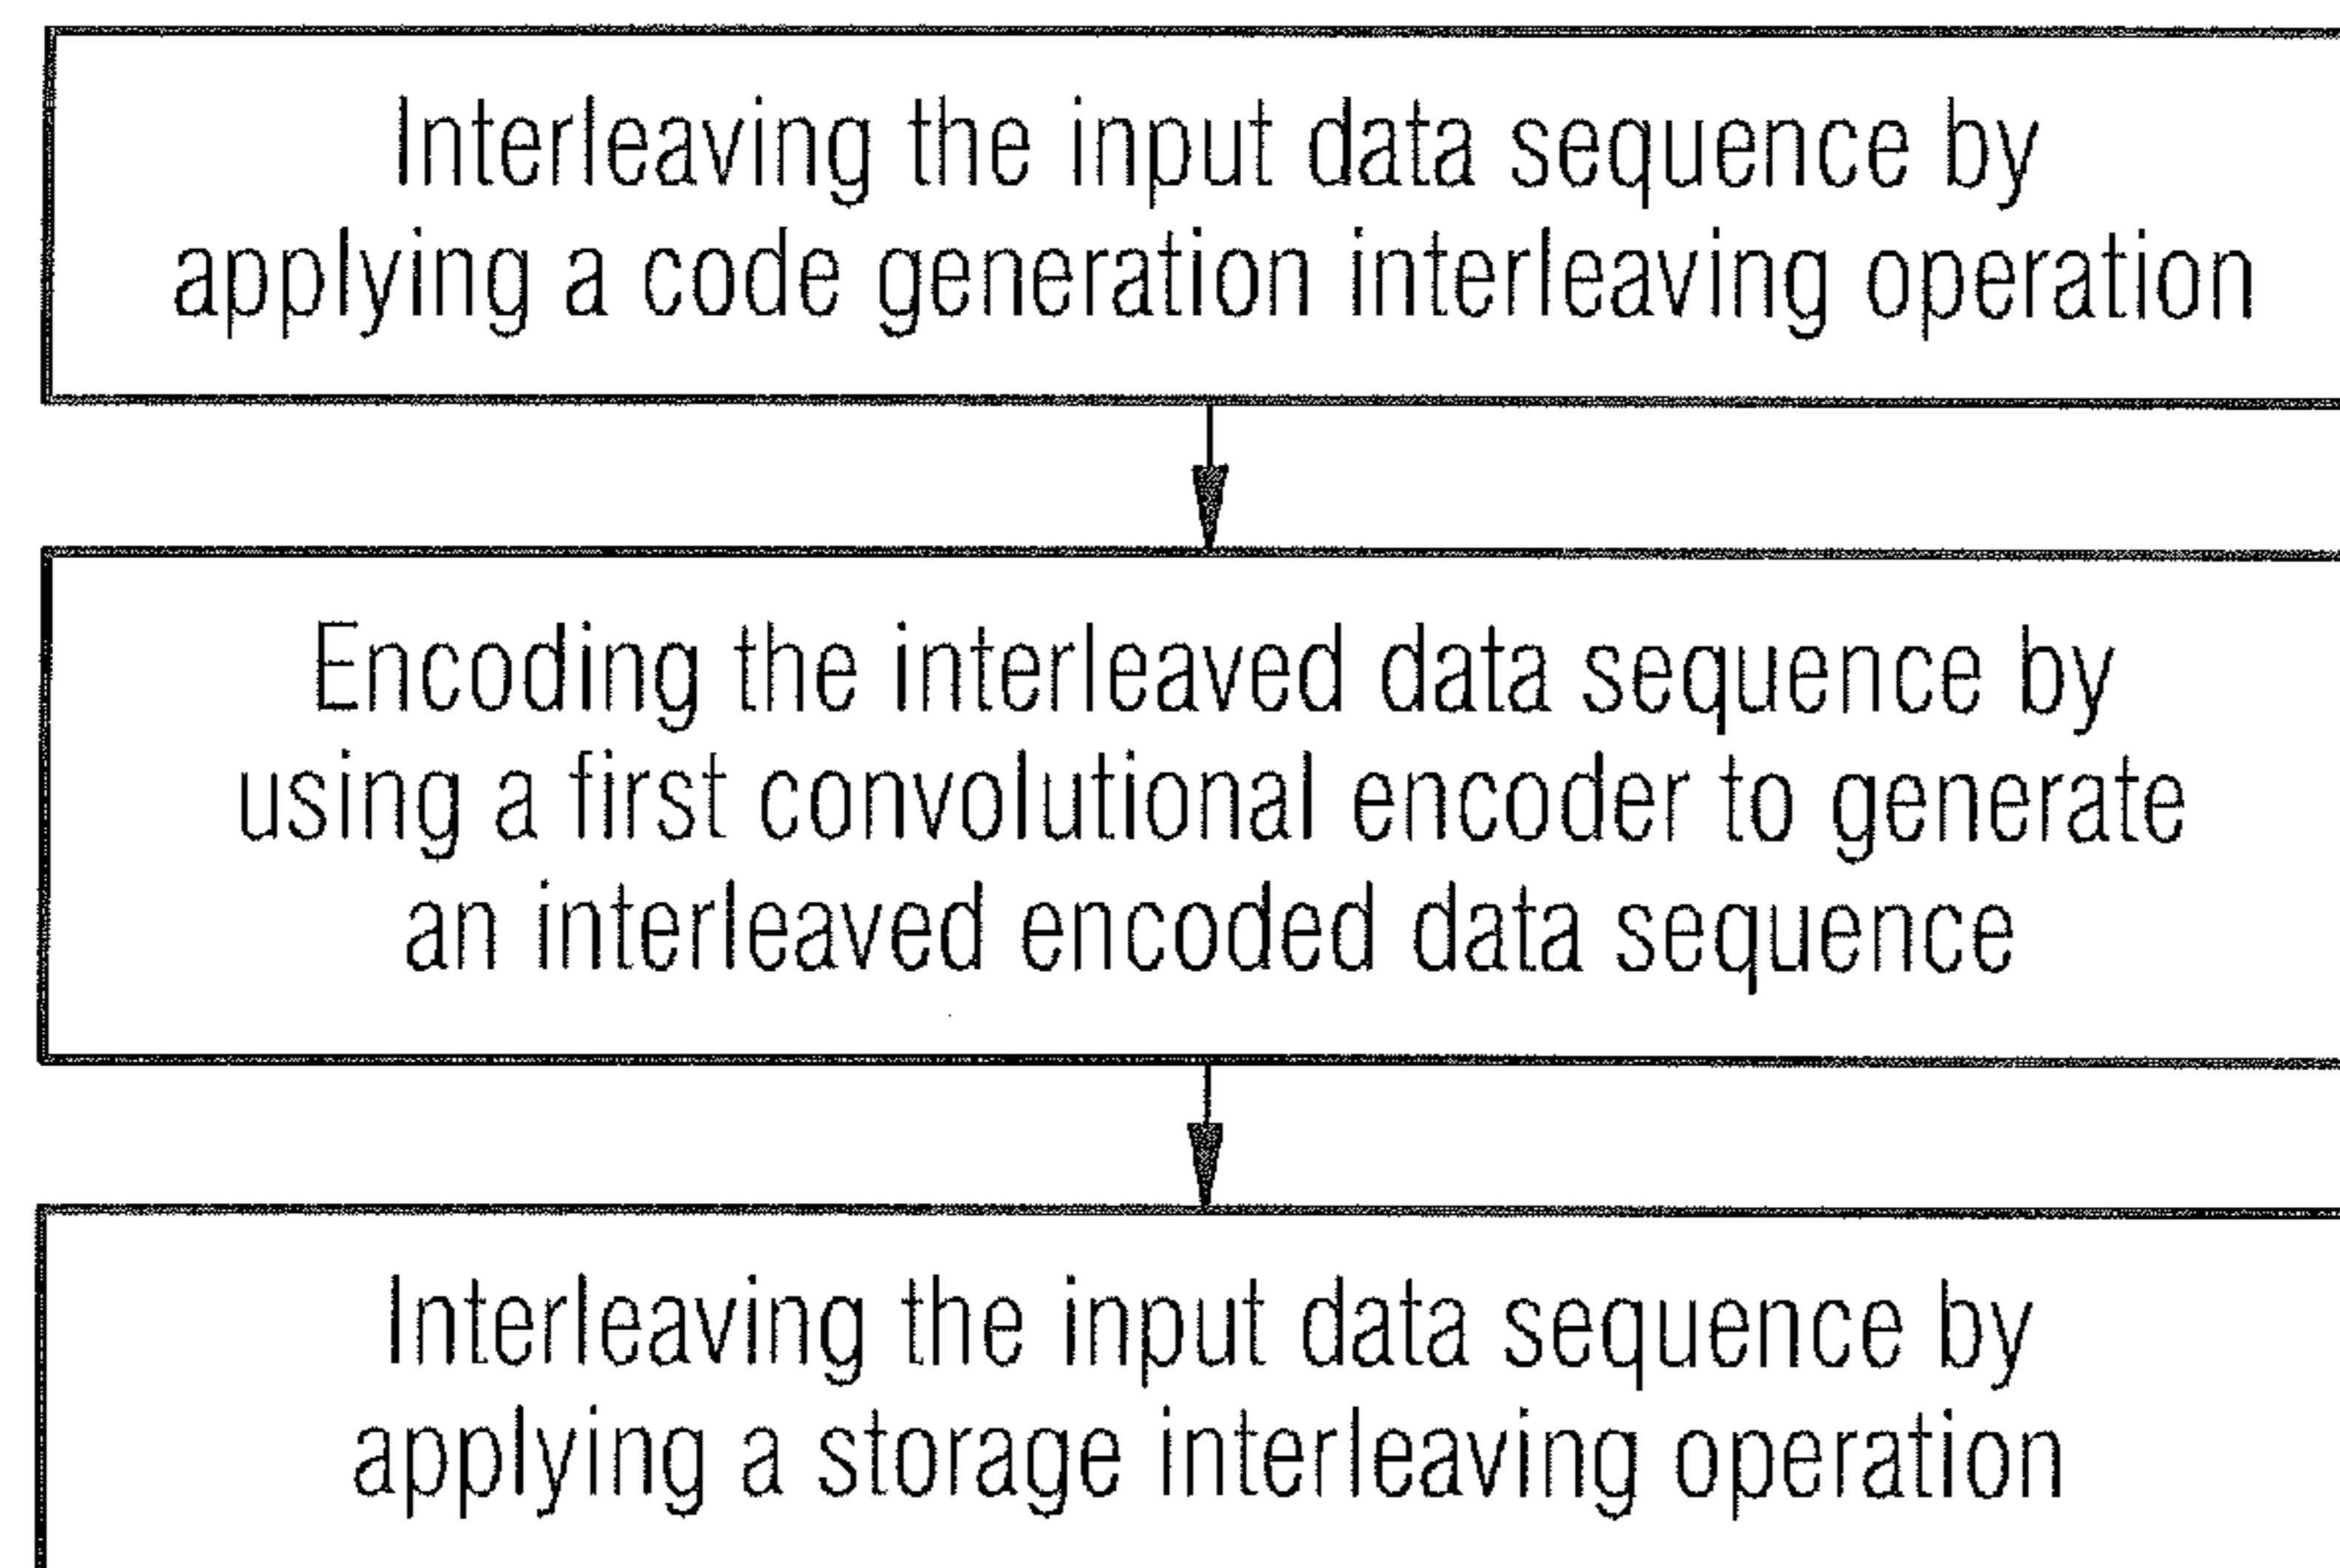 Interleaving the input data sequence by
applying a code generation interleaving operation
Encoding the interleaved data sequence by
using a first convolutional encoder to generate
an interleaved encoded data sequence
Interleaving the input data sequence by
applying a storage interleaving operation